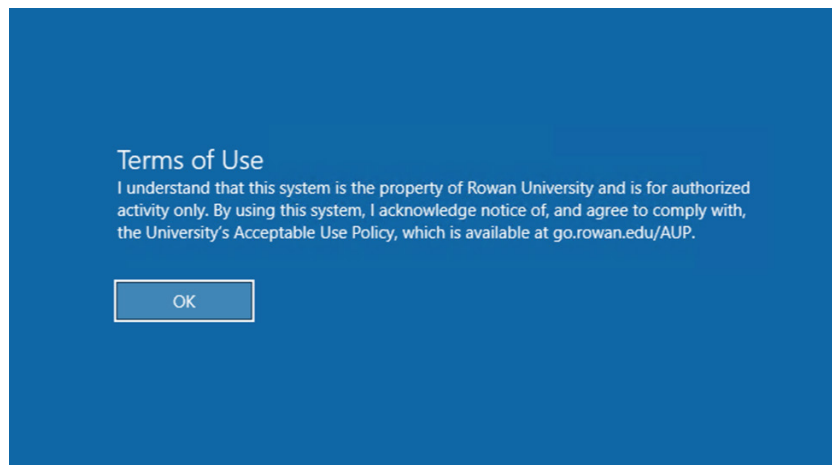 Terms of Use
I understand that this system is the property of Rowan University and is for authorized
activity only. By using this system, I acknowledge notice of, and agree to comply with,
the University's Acceptable Use Policy, which is available at go.rowan.edu/AUP.
OK